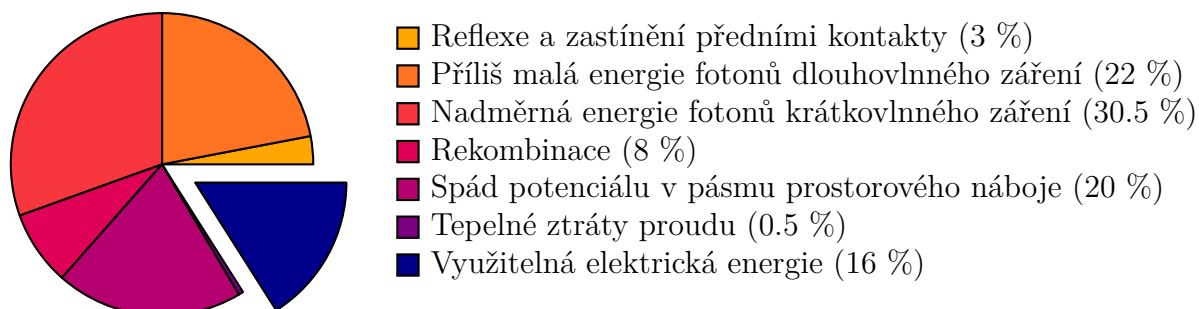 Reflexe a zastínění předními kontakty (3 %)
Příliš malá energie fotonů dlouhovlnného záření (22 %)
Nadměrná energie fotonů krátkovlnného záření (30.5 %)
Rekombinace (8 %)
Spád potenciálu v pásmu prostorového náboje (20 %)
Tepelné ztráty proudu (0.5 %)
Využitelná elektrická energie (16 %)